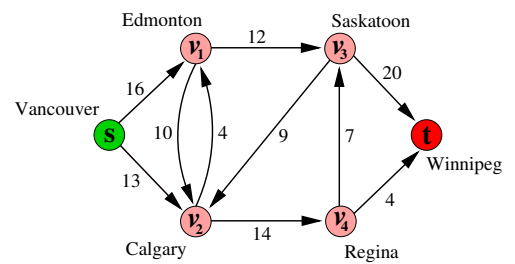 Edmonton
Saskatoon
v1
12
v3
16
20
Vancouver
s
10
4
9
7
t
Winnipeg
13
4
v2
14
v4
Calgary
Regina